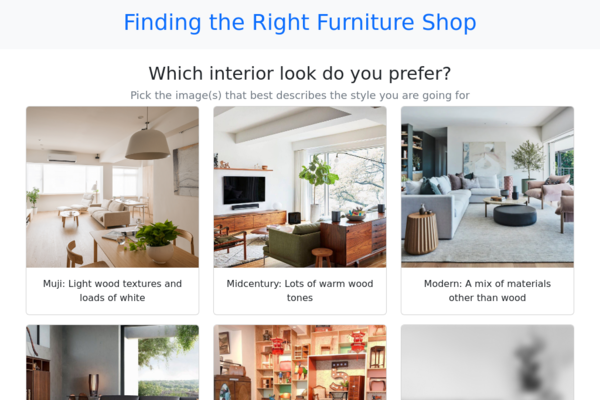 Finding the Right Furniture Shop
Which interior look do you prefer?
Pick the image(s) that best describes the style you are going for
Muji: Light wood textures and
loads of white
Midcentury: Lots of warm wood
tones
Modern: A mix of materials
other than wood